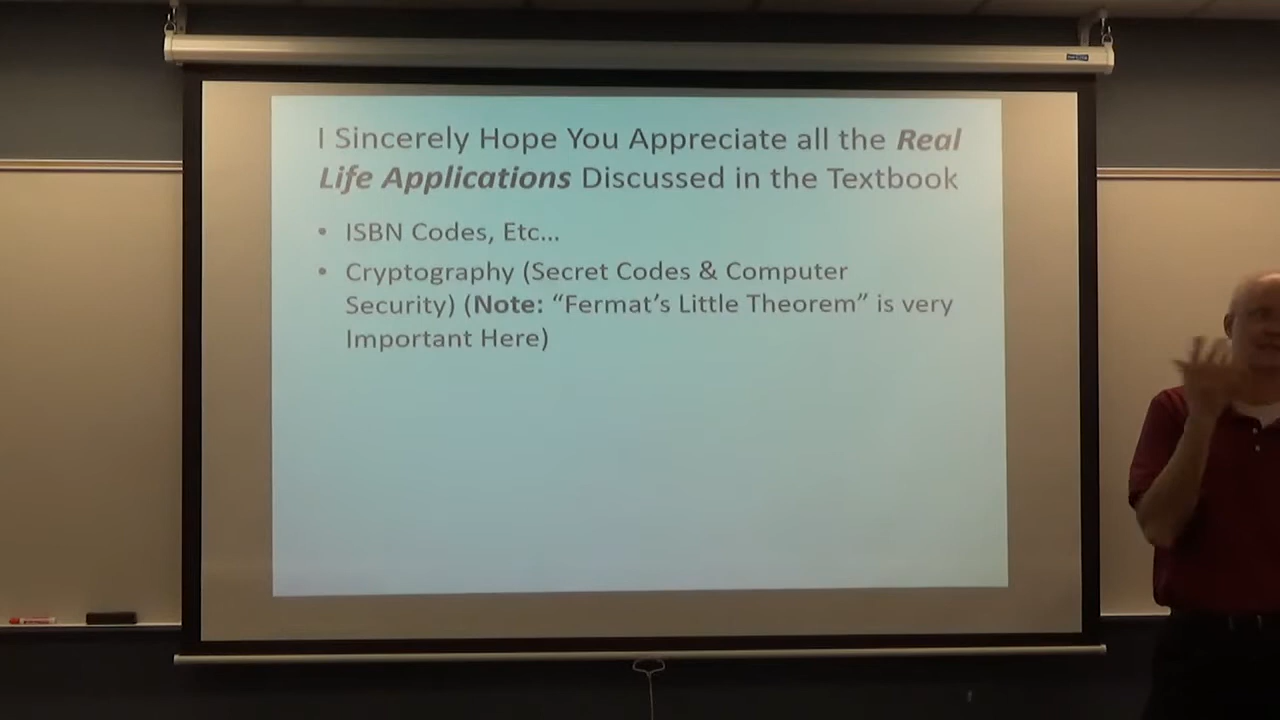 I Sincerely Hope You Appreciate all the Real
Life Applications Discussed in the Textbook
• ISBN Codes, Etc...
• Cryptography (Secret Codes & Computer
Security) (Note: “Fermat’s Little Theorem” is very
Important Here)